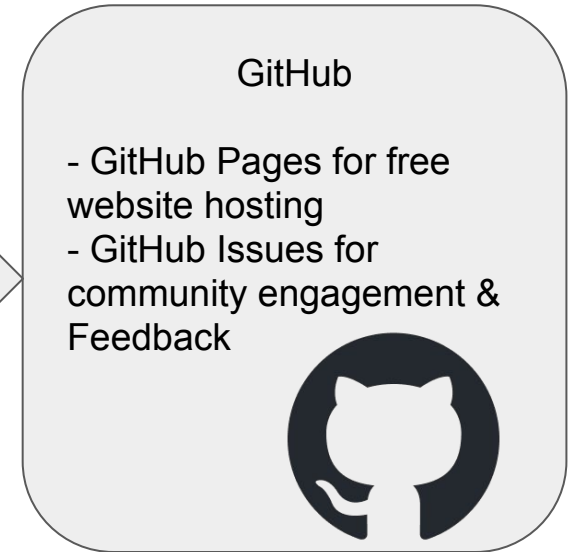 GitHub
- GitHub Pages for free
website hosting
- GitHub Issues for
community engagement &
Feedback